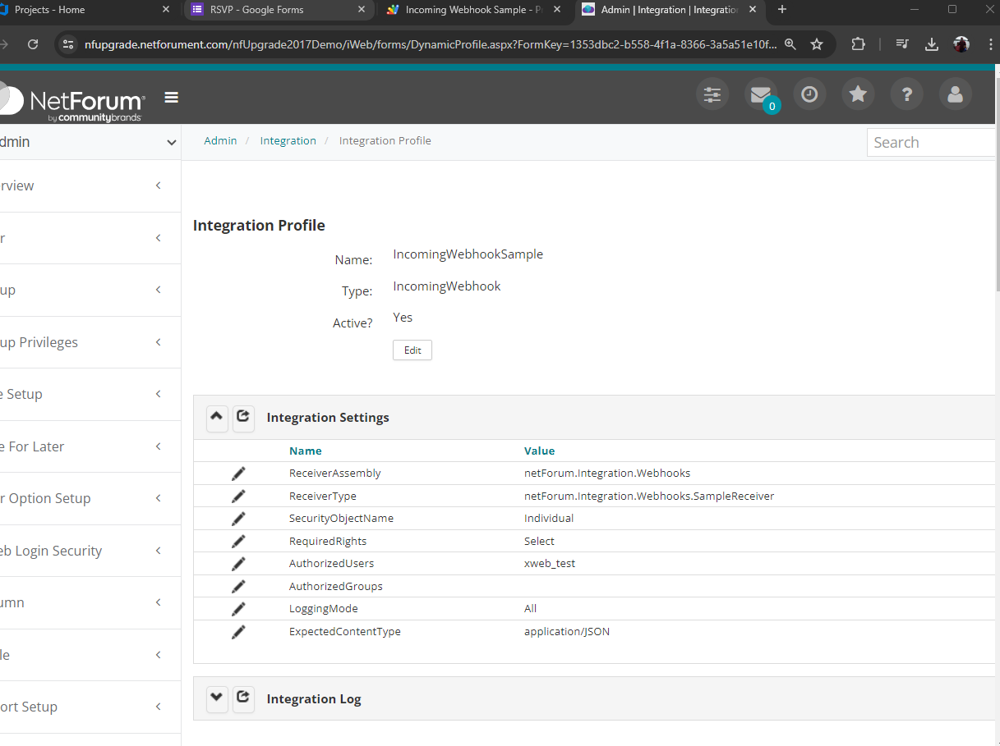 Projects - Home
RSVP - Google Forms
Incoming Webhook Sample - P
Admin | Integration | Integration
nfupgrade.netforument.com/nfUpgrade2017Demo/iWeb/forms/DynamicProfile.aspx?FormKey=1353dbc2-b558-4f1a-8366-3a5a51e10f...
NetForum
by communitybrands
0
dmin
Admin / Integration / Integration Profile
Search
rview
r
up
up Privileges
e Setup
e For Later
r Option Setup
eb Login Security
umn
le
ort Setup
Integration Profile
Name: IncomingWebhookSample
Type: IncomingWebhook
Active? Yes
Edit
Integration Settings
Name Value
ReceiverAssembly netForum.Integration.Webhooks
ReceiverType netForum.Integration.Webhooks.SampleReceiver
SecurityObjectName Individual
RequiredRights Select
AuthorizedUsers xweb_test
AuthorizedGroups
LoggingMode All
ExpectedContentType application/JSON
Integration Log